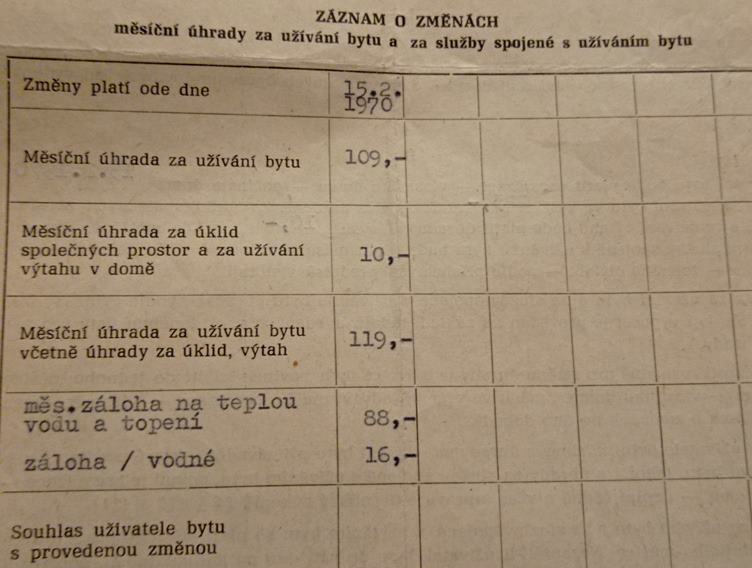 ZÁZNAM O ZMĚNÁCH
měsíční úhrady za užívání bytu a za služby spojené s užíváním bytu
Změny platí ode dne
15.2.
1970
Měsíční úhrada za užívání bytu
109,-
Měsíční úhrada za úklid
společných prostor a za užívání
výtahu v domě
10,-
Měsíční úhrada za užívání bytu
včetně úhrady za úklid, výtah
119,-
měs.záloha na teplou
vodu a topení
88,-
záloha / vodné
16,-
Souhlas uživatele bytu
s provedenou změnou